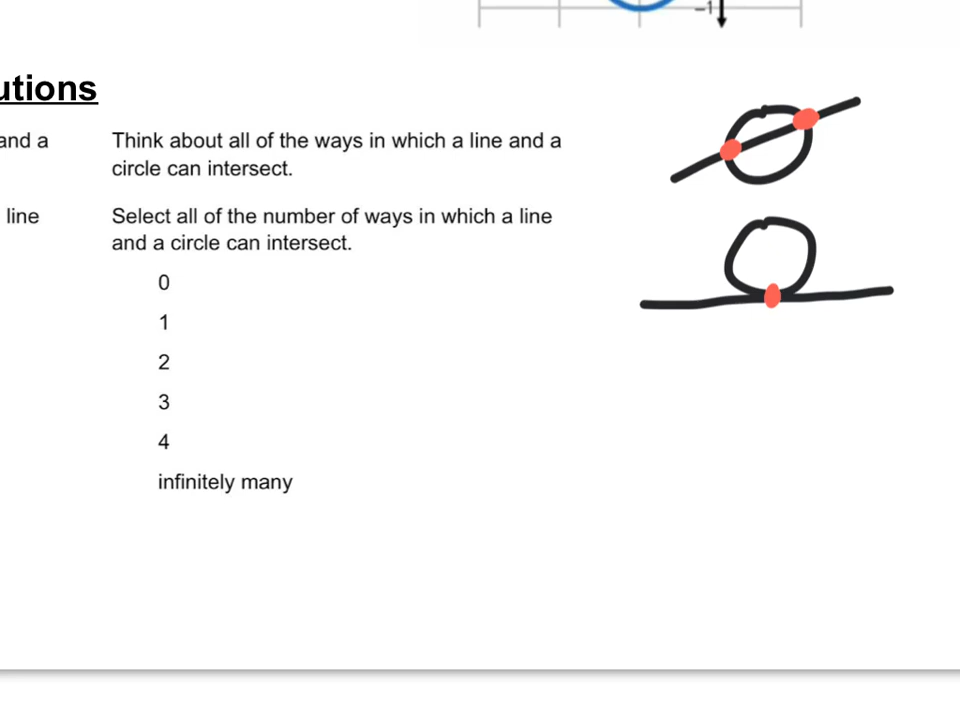 -1
utions
and a
Think about all of the ways in which a line and a
circle can intersect.
line
Select all of the number of ways in which a line
and a circle can intersect.
0
1
2
3
4
infinitely many